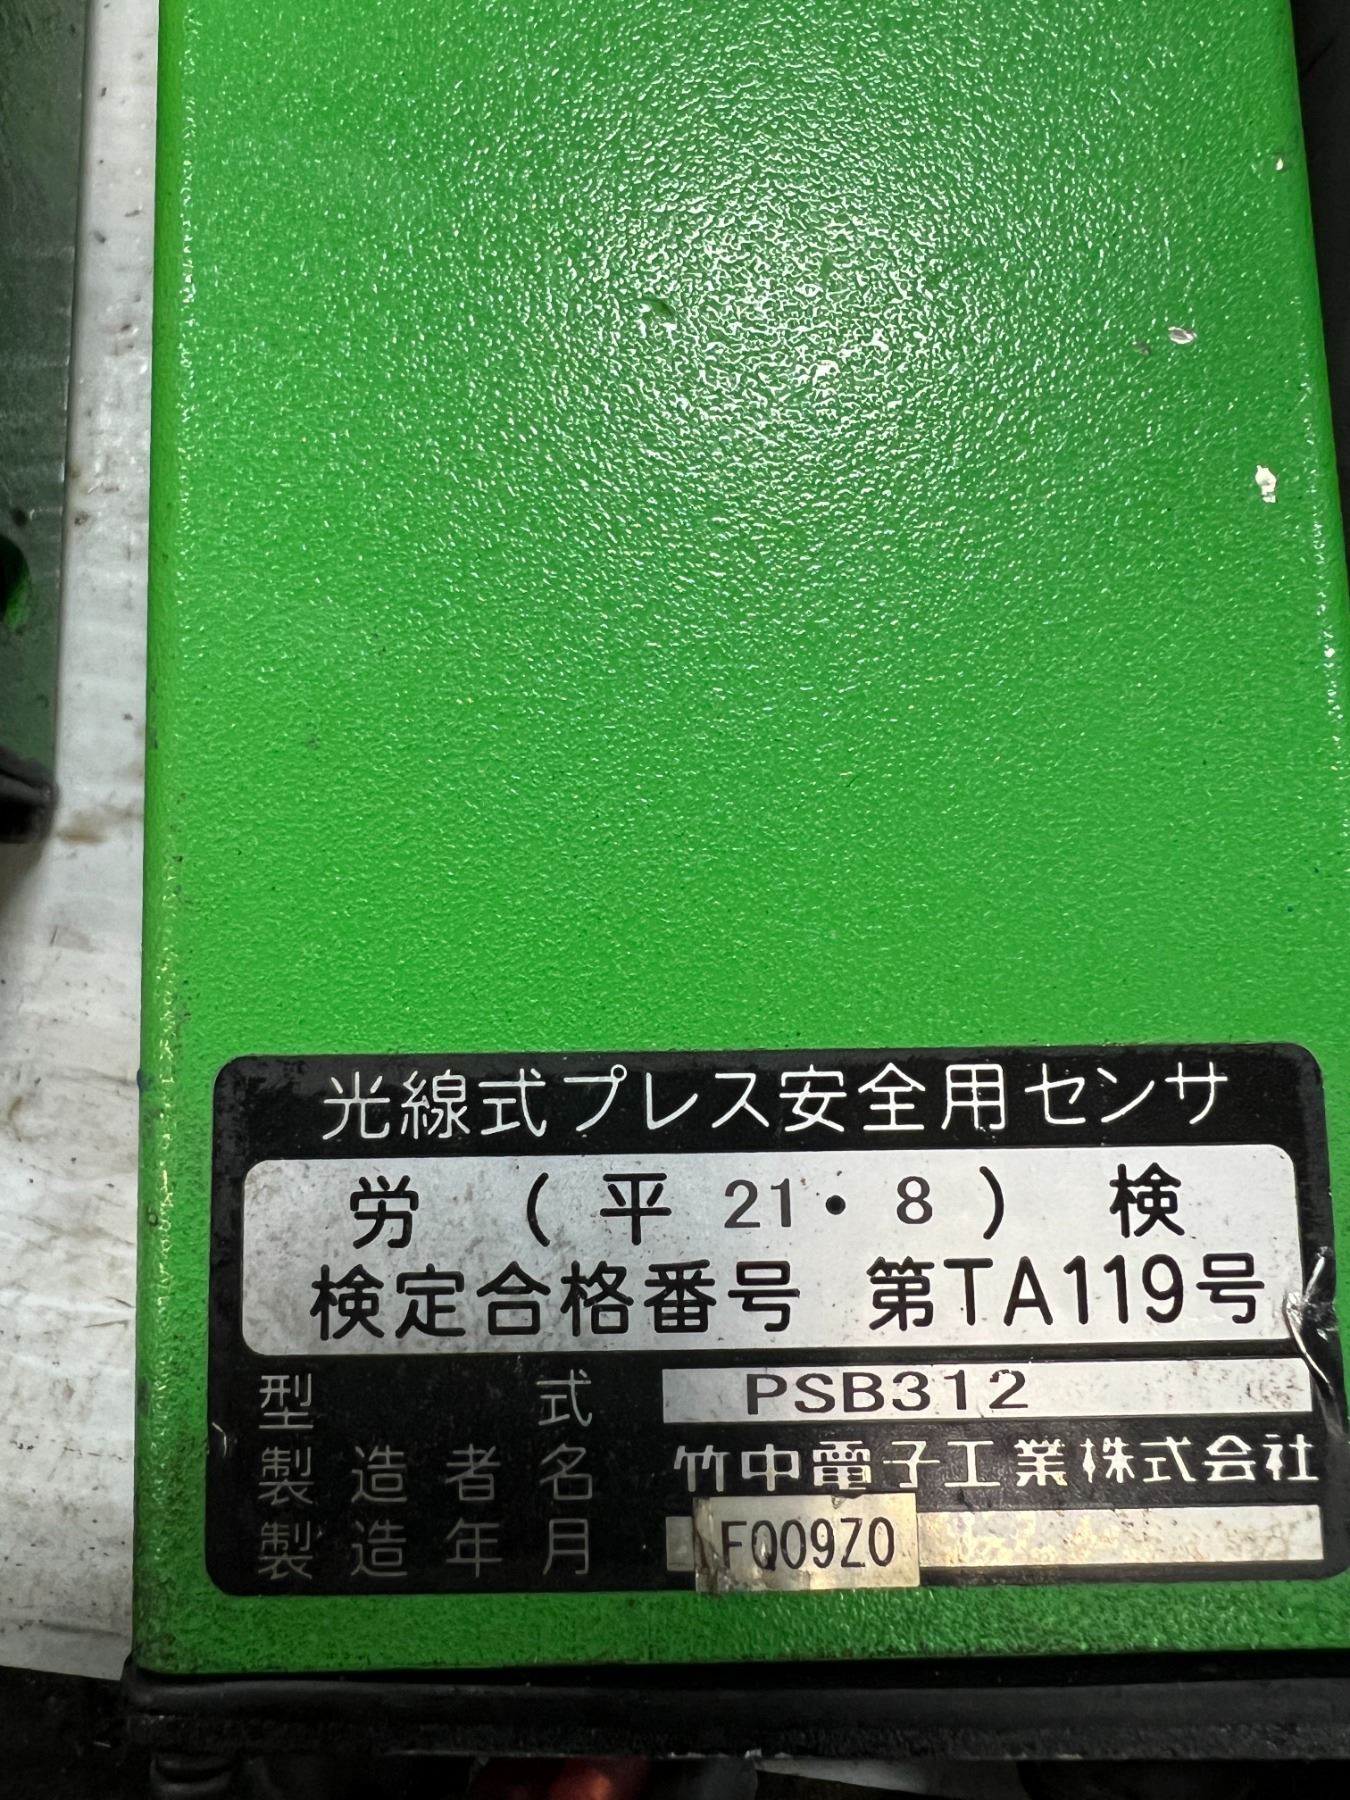 光線式プレス安全用センサ
労 ( 平 21・8 ) 検
検定合格番号 第TA119号
型式 PSB312
製造者名 竹中電子工業株式会社
製造年月 FQ09Z0